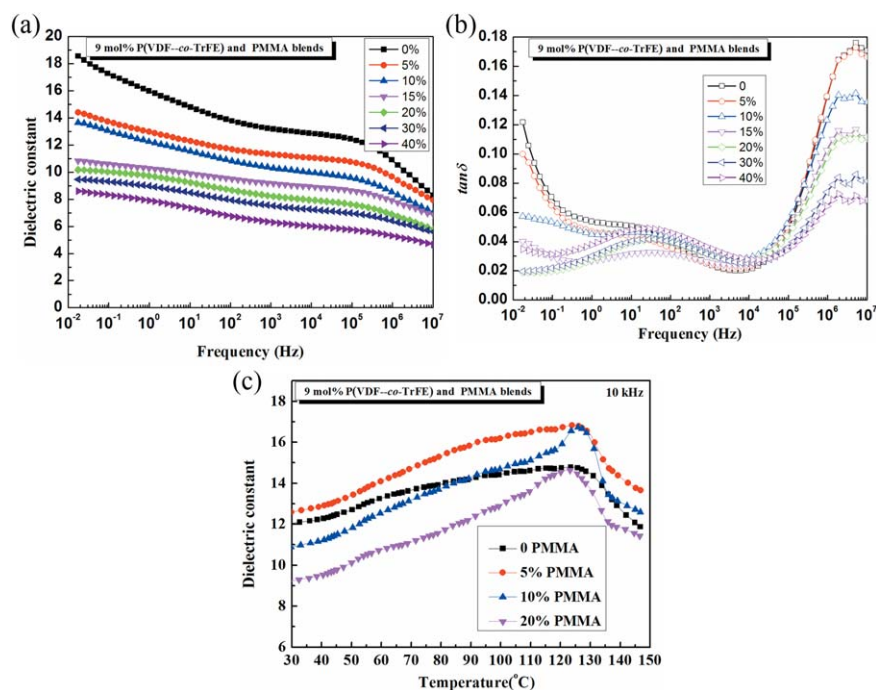 (a)
9 mol% P(VDF--co-TrFE) and PMMA blends
Dielectric constant
20
18
16
14
12
10
8
6
4
2
0
0%
5%
10%
15%
20%
30%
40%
10⁻² 10⁻¹ 10⁰ 10¹ 10² 10³ 10⁴ 10⁵ 10⁶ 10⁷
Frequency (Hz)
(b)
9 mol% P(VDF--co-TrFE) and PMMA blends
tanδ
0.18
0.16
0.14
0.12
0.10
0.08
0.06
0.04
0.02
0.00
0
5%
10%
15%
20%
30%
40%
10⁻² 10⁻¹ 10⁰ 10¹ 10² 10³ 10⁴ 10⁵ 10⁶ 10⁷
Frequency (Hz)
(c)
9 mol% P(VDF--co-TrFE) and PMMA blends 10 kHz
Dielectric constant
18
16
14
12
10
8
6
0 PMMA
5% PMMA
10% PMMA
20% PMMA
30 40 50 60 70 80 90 100 110 120 130 140 150
Temperature(°C)